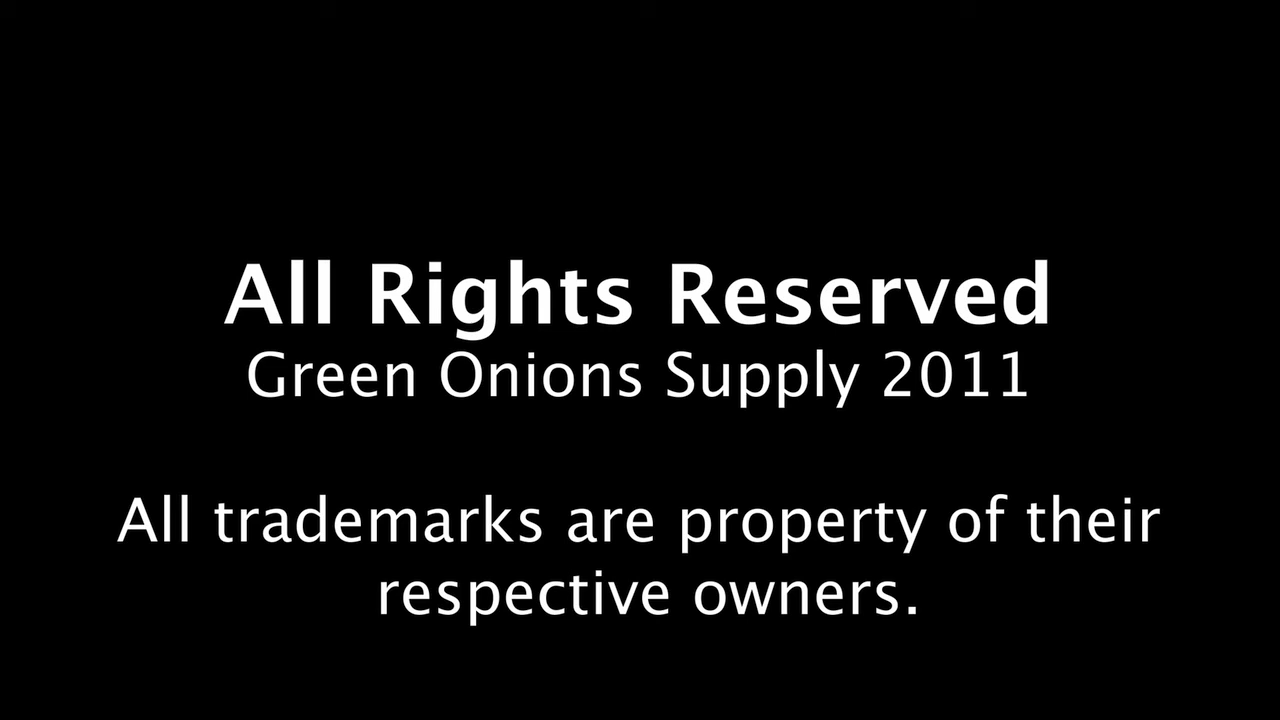 All Rights Reserved
Green Onions Supply 2011
All trademarks are property of their
respective owners.